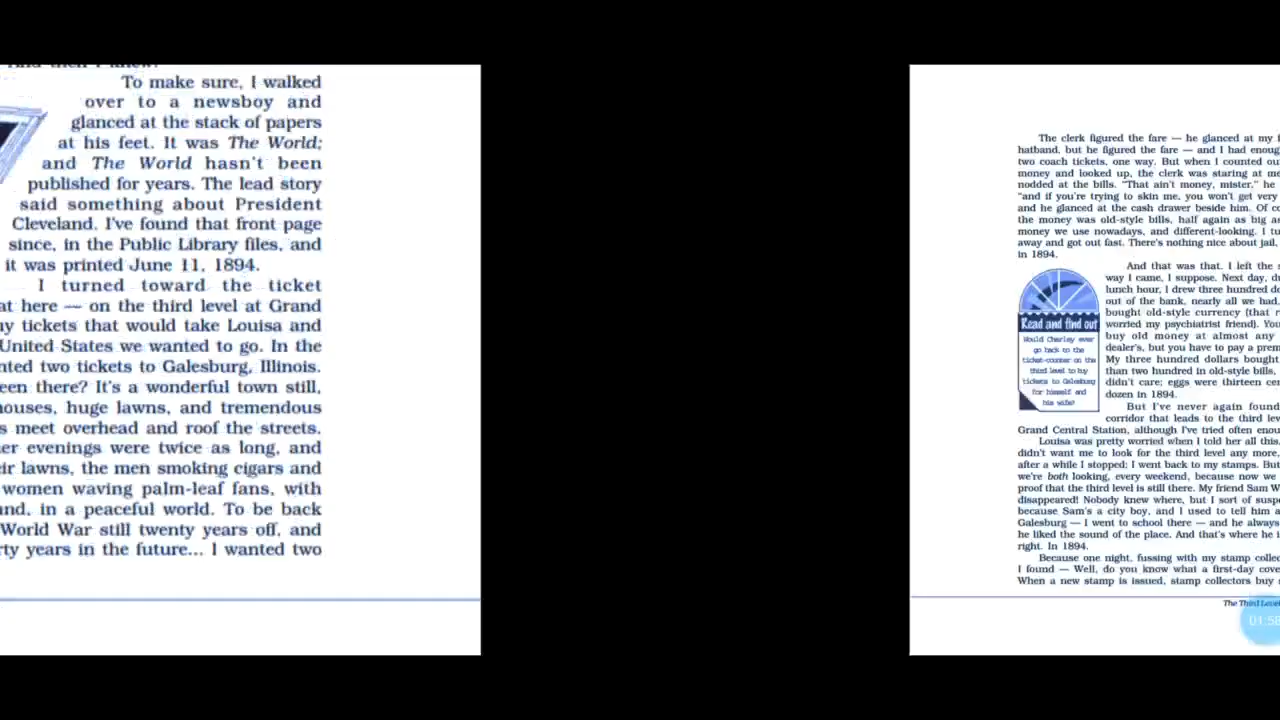 To make sure, I walked
over to a newsboy and
glanced at the stack of papers
at his feet. It was The World;
and The World hasn't been
published for years. The lead story
said something about President
Cleveland. I've found that front page
since, in the Public Library files, and
it was printed June 11, 1894.
I turned toward the ticket
at here — on the third level at Grand
uy tickets that would take Louisa and
United States we wanted to go. In the
nted two tickets to Galesburg, Illinois.
een there? It's a wonderful town still,
houses, huge lawns, and tremendous
s meet overhead and roof the streets.
er evenings were twice as long, and
eir lawns, the men smoking cigars and
women waving palm-leaf fans, with
nd, in a peaceful world. To be back
World War still twenty years off, and
rty years in the future... I wanted two
The clerk figured the fare — he glanced at my f
hatband, but he figured the fare — and I had enoug
two coach tickets, one way. But when I counted ou
money and looked up, the clerk was staring at me
nodded at the bills. "That ain't money, mister," he
"and if you're trying to skin me, you won't get very
and he glanced at the cash drawer beside him. Of co
the money was old-style bills, half again as big as
money we use nowadays, and different-looking. I tu
away and got out fast. There's nothing nice about jail,
in 1894.
And that was that. I left the s
way I came, I suppose. Next day, du
lunch hour, I drew three hundred do
out of the bank, nearly all we had,
bought old-style currency (that r
worried my psychiatrist friend). You
buy old money at almost any
dealer's, but you have to pay a prem
My three hundred dollars bought
than two hundred in old-style bills,
didn't care; eggs were thirteen cen
dozen in 1894.
Read and find out
Would Charley ever
go back to the
ticket-counter on the
third level to buy
tickets to Galesburg
for himself and
his wife?
But I've never again found
corridor that leads to the third lev
Grand Central Station, although I've tried often enou
Louisa was pretty worried when I told her all this,
didn't want me to look for the third level any more,
after a while I stopped; I went back to my stamps. But
we're both looking, every weekend, because now we
proof that the third level is still there. My friend Sam W
disappeared! Nobody knew where, but I sort of suspe
because Sam's a city boy, and I used to tell him a
Galesburg — I went to school there — and he always
he liked the sound of the place. And that's where he i
right. In 1894.
Because one night, fussing with my stamp collec
I found — Well, do you know what a first-day cove
When a new stamp is issued, stamp collectors buy s
The Third Level
01:58